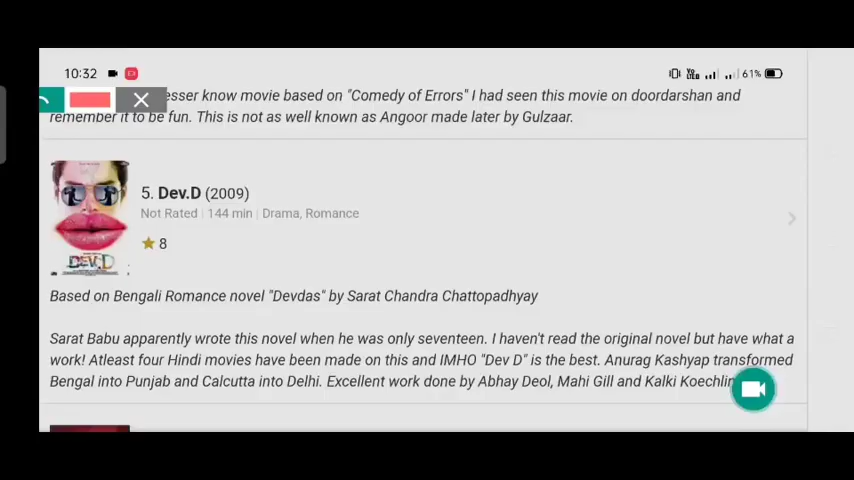 10:32 61%
esser know movie based on "Comedy of Errors" I had seen this movie on doordarshan and
remember it to be fun. This is not as well known as Angoor made later by Gulzaar.
5. Dev.D (2009)
Not Rated | 144 min | Drama, Romance
8
DEV.D
Based on Bengali Romance novel "Devdas" by Sarat Chandra Chattopadhyay
Sarat Babu apparently wrote this novel when he was only seventeen. I haven't read the original novel but have what a
work! Atleast four Hindi movies have been made on this and IMHO "Dev D" is the best. Anurag Kashyap transformed
Bengal into Punjab and Calcutta into Delhi. Excellent work done by Abhay Deol, Mahi Gill and Kalki Koechlin